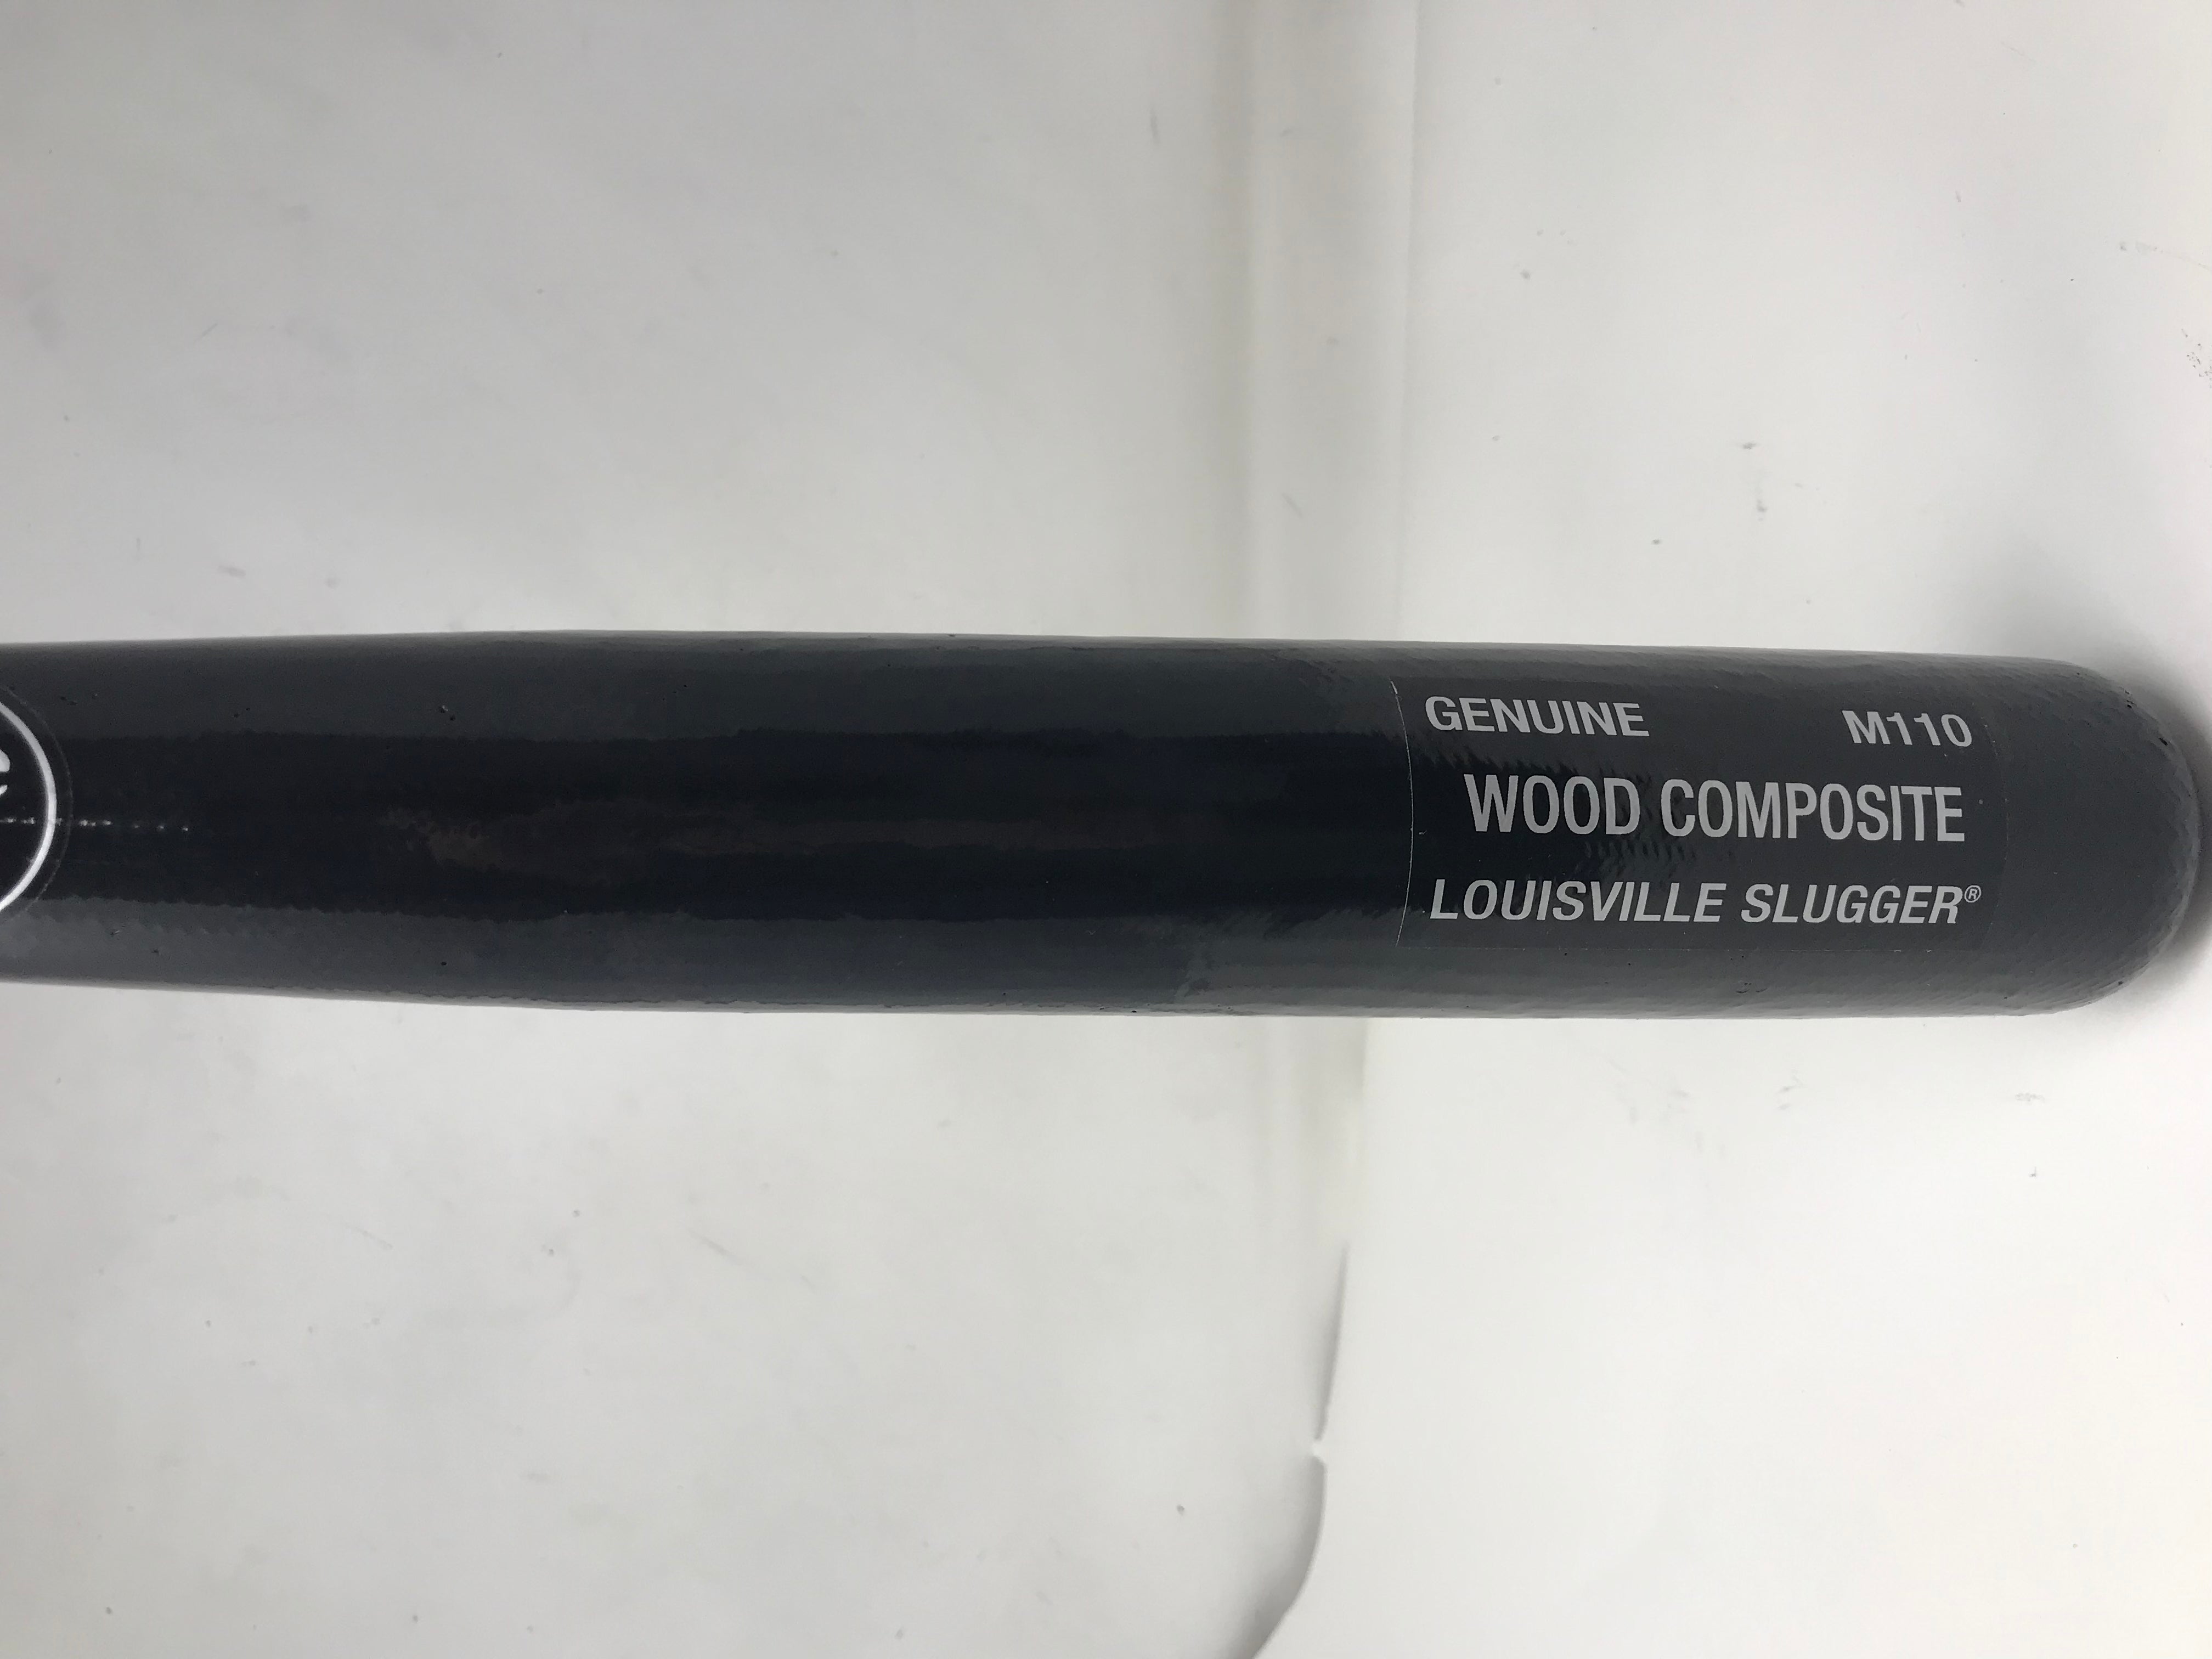 GENUINE M110
WOOD COMPOSITE
LOUISVILLE SLUGGER®